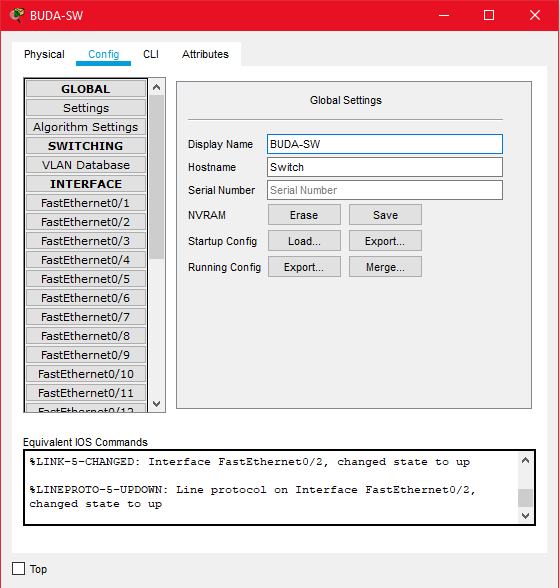 BUDA-SW
Physical Config CLI Attributes
GLOBAL
Settings
Algorithm Settings
SWITCHING
VLAN Database
INTERFACE
FastEthernet0/1
FastEthernet0/2
FastEthernet0/3
FastEthernet0/4
FastEthernet0/5
FastEthernet0/6
FastEthernet0/7
FastEthernet0/8
FastEthernet0/9
FastEthernet0/10
FastEthernet0/11
FastEthernet0/12
Global Settings
Display Name BUDA-SW
Hostname Switch
Serial Number Serial Number
NVRAM Erase Save
Startup Config Load... Export...
Running Config Export... Merge...
Equivalent IOS Commands
%LINK-5-CHANGED: Interface FastEthernet0/2, changed state to up
%LINEPROTO-5-UPDOWN: Line protocol on Interface FastEthernet0/2,
changed state to up
Top